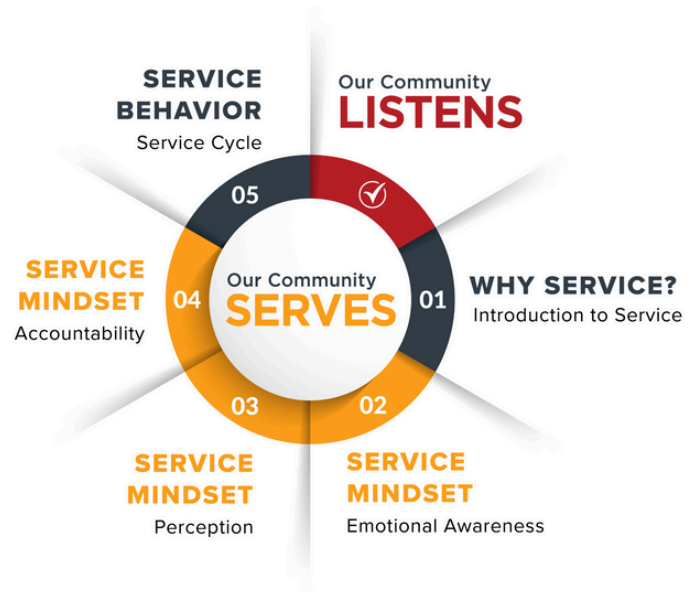 Our Community
LISTENS
01
WHY SERVICE?
Introduction to Service
02
SERVICE
MINDSET
Emotional Awareness
03
SERVICE
MINDSET
Perception
04
SERVICE
MINDSET
Accountability
05
SERVICE
BEHAVIOR
Service Cycle
Our Community
SERVES